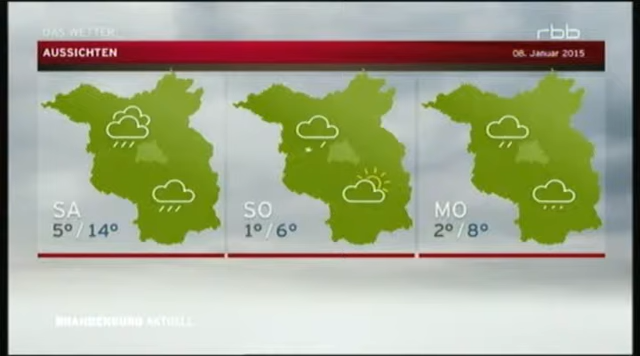 DAS WETTER
rbb
AUSSICHTEN
08. Januar 2015
SA
5°/14°
SO
1°/6°
MO
2°/8°
BRANDENBURG AKTUELL